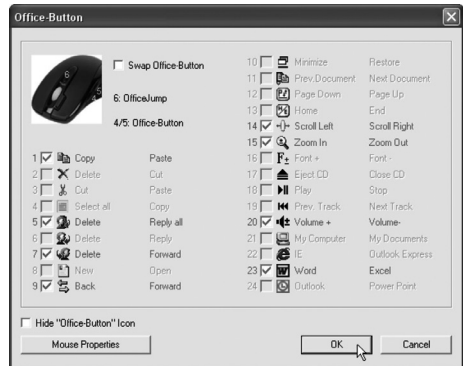 Office-Button
6
5
Swap Office-Button
6: OfficeJump
4/5: Office-Button
1 Copy Paste
2 Delete Cut
3 Cut Paste
4 Select all Copy
5 Delete Reply all
6 Delete Reply
7 Delete Forward
8 New Open
9 Back Forward
10 Minimize Restore
11 Prev.Document Next Document
12 Page Down Page Up
13 Home End
14 Scroll Left Scroll Right
15 Zoom In Zoom Out
16 F± Font + Font -
17 Eject CD Close CD
18 Play Stop
19 Prev. Track Next Track
20 Volume + Volume-
21 My Computer My Documents
22 IE Outlook Express
23 W Word Excel
24 Outlook Power Point
Hide "Office-Button" Icon
Mouse Properties OK Cancel